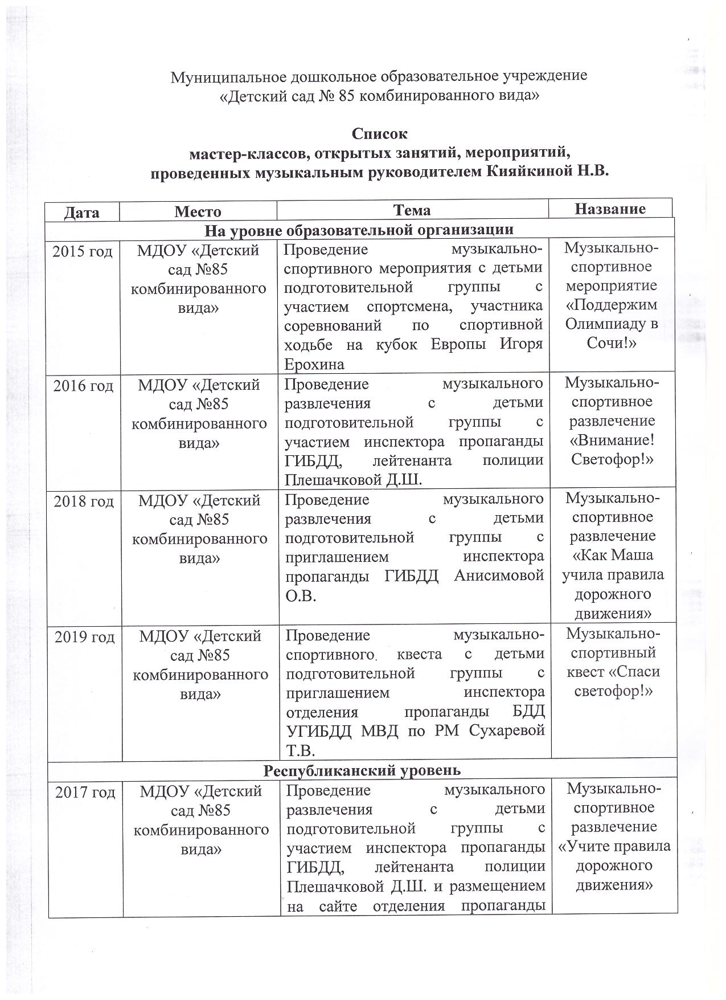 Муниципальное дошкольное образовательное учреждение
«Детский сад № 85 комбинированного вида»
Список
мастер-классов, открытых занятий, мероприятий,
проведенных музыкальным руководителем Кияйкиной Н.В.
Дата Место Тема Название
На уровне образовательной организации
2015 год
МДОУ «Детский
сад №85
комбинированного
вида»
Проведение музыкально-
спортивного мероприятия с детьми
подготовительной группы с
участием спортсмена, участника
соревнований по спортивной
ходьбе на кубок Европы Игоря
Ерохина
Музыкально-
спортивное
мероприятие
«Поддержим
Олимпиаду в
Сочи!»
2016 год
МДОУ «Детский
сад №85
комбинированного
вида»
Проведение музыкального
развлечения с детьми
подготовительной группы с
участием инспектора пропаганды
ГИБДД, лейтенанта полиции
Плешачковой Д.Ш.
Музыкально-
спортивное
развлечение
«Внимание!
Светофор!»
2018 год
МДОУ «Детский
сад №85
комбинированного
вида»
Проведение музыкального
развлечения с детьми
подготовительной группы с
приглашением инспектора
пропаганды ГИБДД Анисимовой
О.В.
Музыкально-
спортивное
развлечение
«Как Маша
учила правила
дорожного
движения»
2019 год
МДОУ «Детский
сад №85
комбинированного
вида»
Проведение музыкально-
спортивного квеста с детьми
подготовительной группы с
приглашением инспектора
отделения пропаганды БДД
УГИБДД МВД по РМ Сухаревой
Т.В.
Музыкально-
спортивный
квест «Спаси
светофор!»
Республиканский уровень
2017 год
МДОУ «Детский
сад №85
комбинированного
вида»
Проведение музыкального
развлечения с детьми
подготовительной группы с
участием инспектора пропаганды
ГИБДД, лейтенанта полиции
Плешачковой Д.Ш. и размещением
на сайте отделения пропаганды
Музыкально-
спортивное
развлечение
«Учите правила
дорожного
движения»